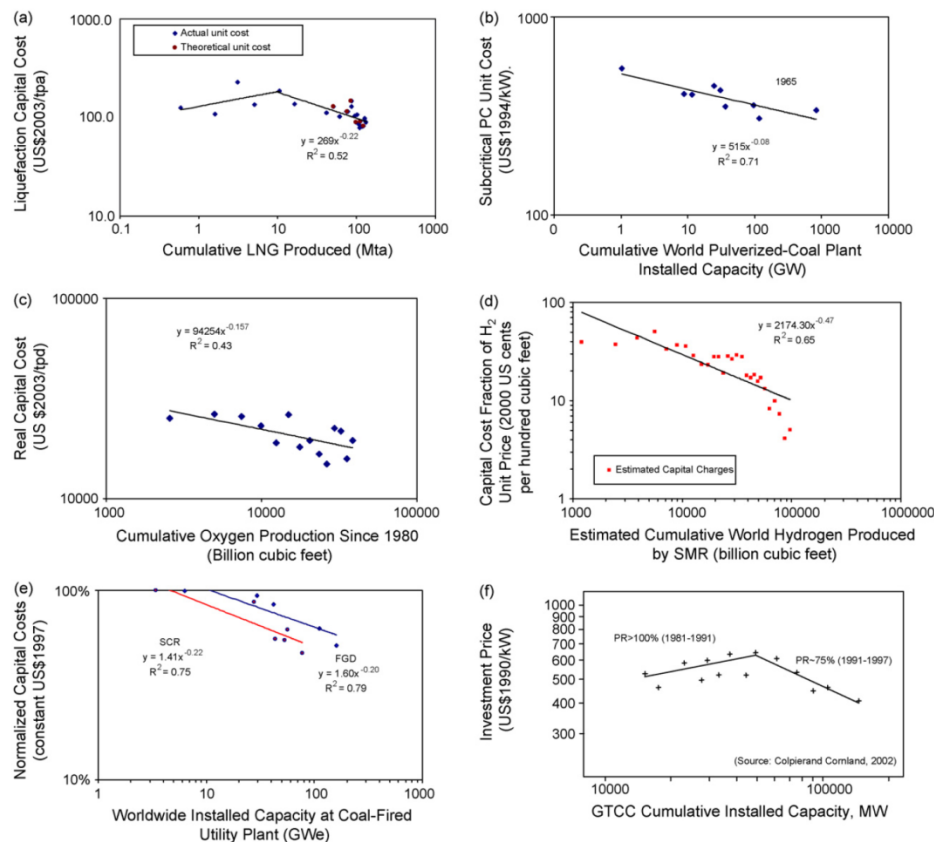 (a)
1000.0
Actual unit cost
Theoretical unit cost
100.0
10.0
y = 269x^-0.22
R² = 0.52
0.1 1 10 100 1000
Liquefaction Capital Cost
(US$2003/tpa)
Cumulative LNG Produced (Mta)
(b)
1000
1965
y = 515x^-0.08
R² = 0.71
100
0 1 10 100 1000 10000
Subcritical PC Unit Cost
(US$1994/kW).
Cumulative World Pulverized-Coal Plant
Installed Capacity (GW)
(c)
100000
y = 94254x^-0.157
R² = 0.43
10000
1000 10000 100000
Real Capital Cost
(US $2003/tpd)
Cumulative Oxygen Production Since 1980
(Billion cubic feet)
(d)
100
y = 2174.30x^-0.47
R² = 0.65
10
Estimated Capital Charges
1
1000 10000 100000 1000000
Capital Cost Fraction of H₂
Unit Price (2000 US cents
per hundred cubic feet)
Estimated Cumulative World Hydrogen Produced
by SMR (billion cubic feet)
(e)
100%
SCR
y = 1.41x^-0.22
R² = 0.75
FGD
y = 1.60x^-0.20
R² = 0.79
10%
1 10 100 1000
Normalized Capital Costs
(constant US$1997)
Worldwide Installed Capacity at Coal-Fired
Utility Plant (GWe)
(f)
1000
900
800
700
600
500
400
300
PR>100% (1981-1991)
PR~75% (1991-1997)
(Source: Colpierand Cornland, 2002)
10000 100000
Investment Price
(US$1990/kW)
GTCC Cumulative Installed Capacity, MW